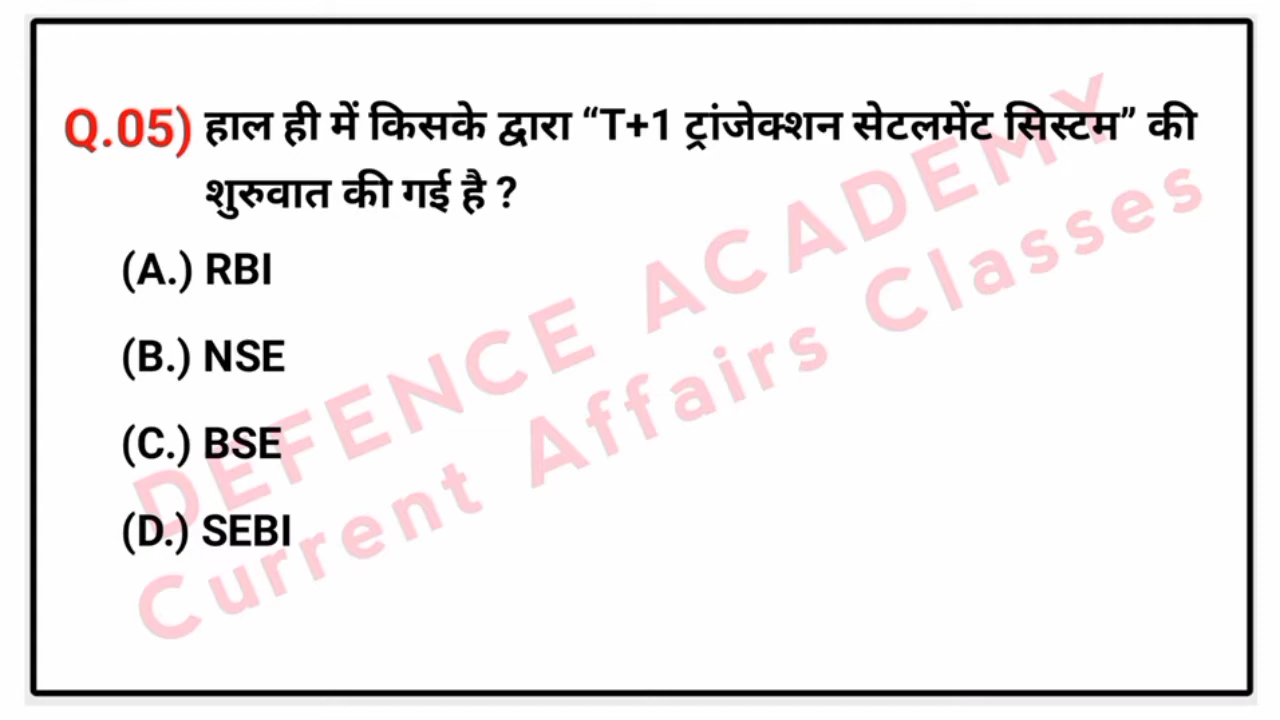 Q.05) हाल ही में किसके द्वारा “T+1 ट्रांजेक्शन सेटलमेंट सिस्टम” की
शुरुवात की गई है ?
(A.) RBI
(B.) NSE
(C.) BSE
(D.) SEBI
DEFENCE ACADEMY
Current Affairs Classes